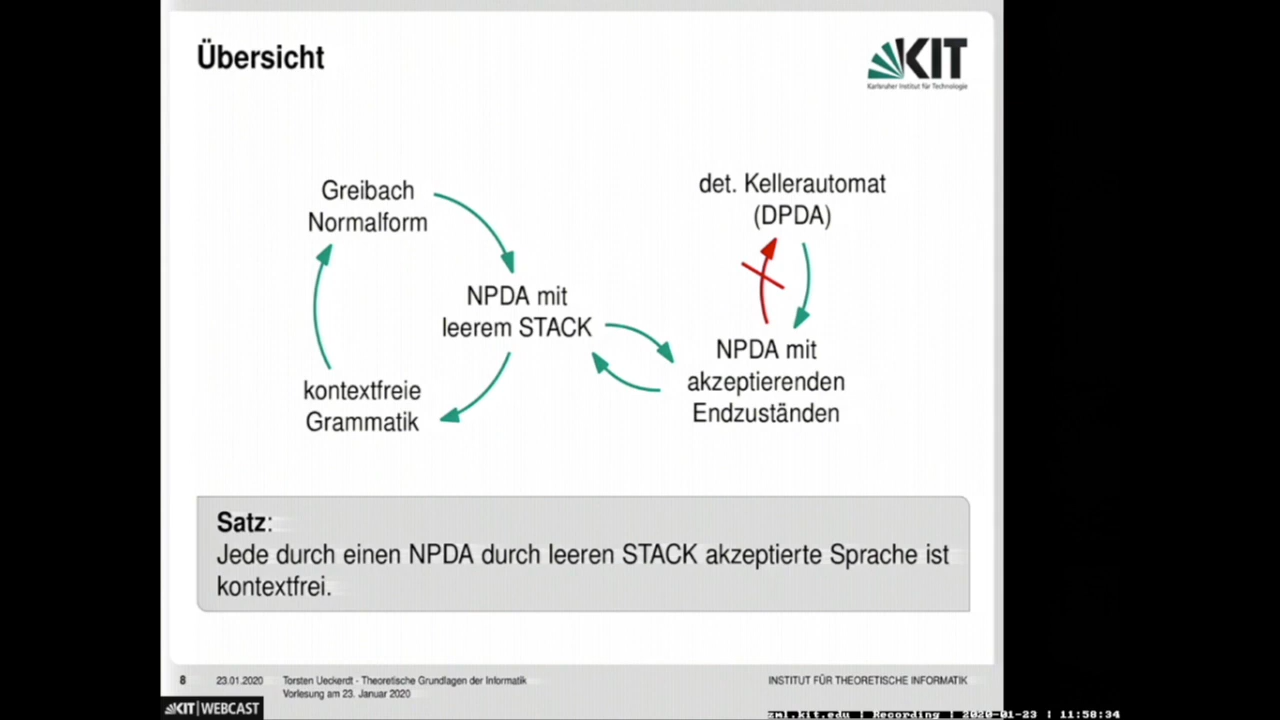 Übersicht
KIT
Karlsruher Institut für Technologie
Greibach
Normalform
det. Kellerautomat
(DPDA)
NPDA mit
leerem STACK
NPDA mit
akzeptierenden
Endzuständen
kontextfreie
Grammatik
Satz:
Jede durch einen NPDA durch leeren STACK akzeptierte Sprache ist
kontextfrei.
8 23.01.2020 Torsten Ueckerdt - Theoretische Grundlagen der Informatik
Vorlesung am 23. Januar 2020
INSTITUT FÜR THEORETISCHE INFORMATIK
KIT | WEBCAST
zml.kit.edu | Recording | 2020-01-23 | 11:58:34